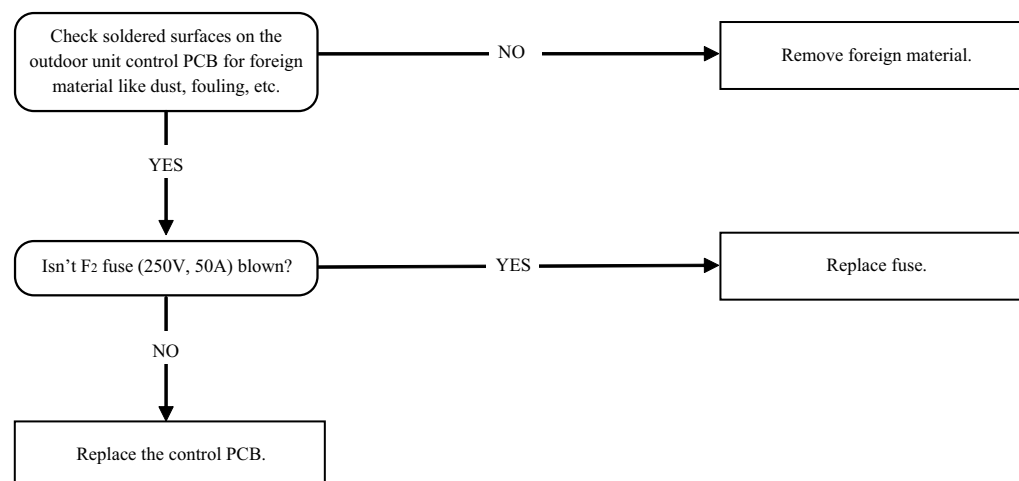 Check soldered surfaces on the
outdoor unit control PCB for foreign
material like dust, fouling, etc.
NO
Remove foreign material.
YES
Isn't F2 fuse (250V, 50A) blown?
YES
Replace fuse.
NO
Replace the control PCB.